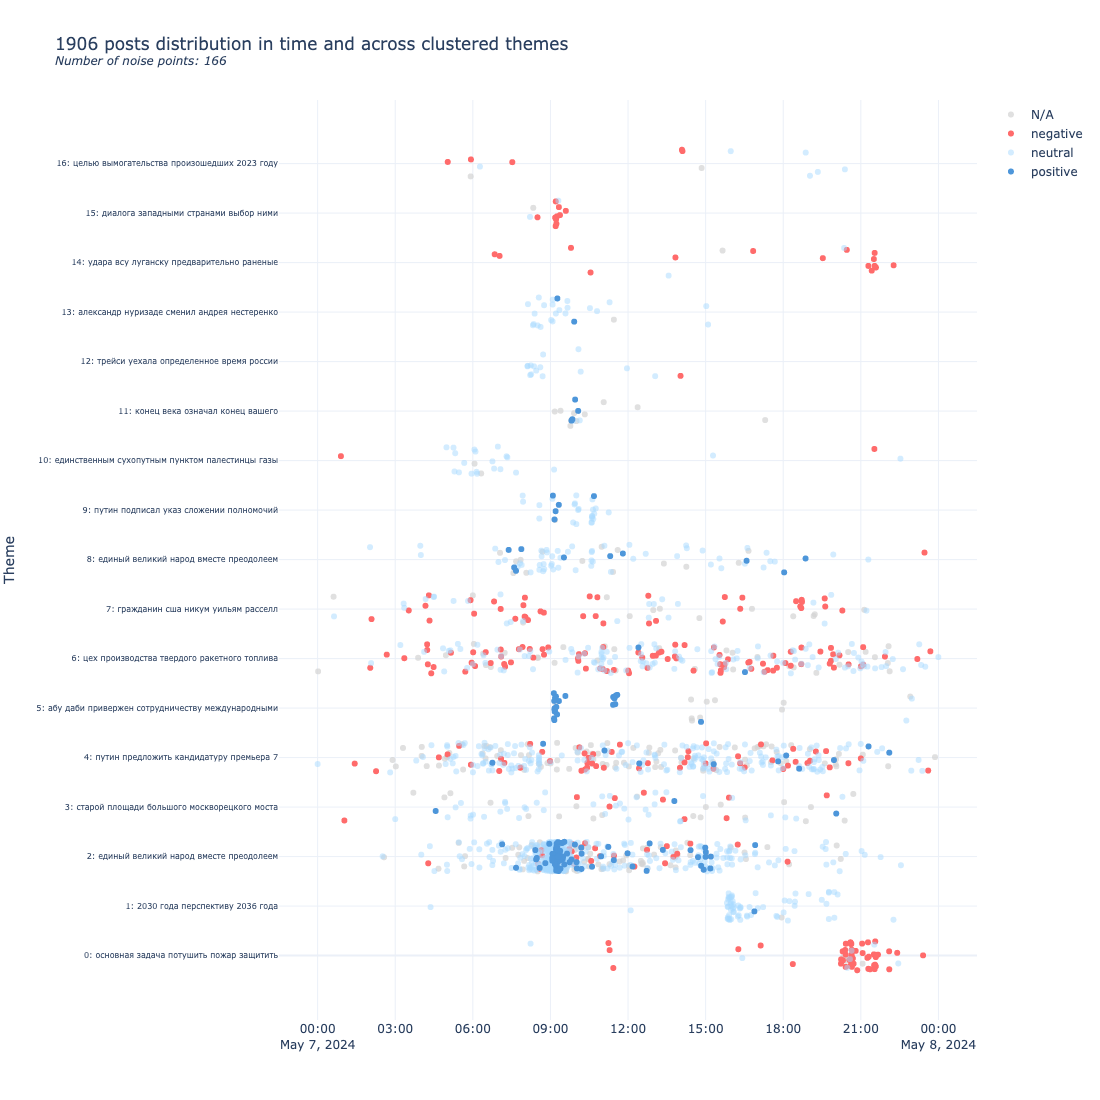 1906 posts distribution in time and across clustered themes
Number of noise points: 166
N/A
negative
neutral
positive
Theme
16: целью вымогательства произошедших 2023 году
15: диалога западными странами выбор ними
14: удара всу луганску предварительно раненые
13: александр нуризаде сменил андрея нестеренко
12: трейси уехала определенное время россии
11: конец века означал конец вашего
10: единственным сухопутным пунктом палестинцы газы
9: путин подписал указ сложении полномочий
8: единый великий народ вместе преодолеем
7: гражданин сша никум уильям расселл
6: цех производства твердого ракетного топлива
5: абу даби привержен сотрудничеству международными
4: путин предложить кандидатуру премьера 7
3: старой площади большого москворецкого моста
2: единый великий народ вместе преодолеем
1: 2030 года перспективу 2036 года
0: основная задача потушить пожар защитить
00:00 03:00 06:00 09:00 12:00 15:00 18:00 21:00 00:00
May 7, 2024 May 8, 2024